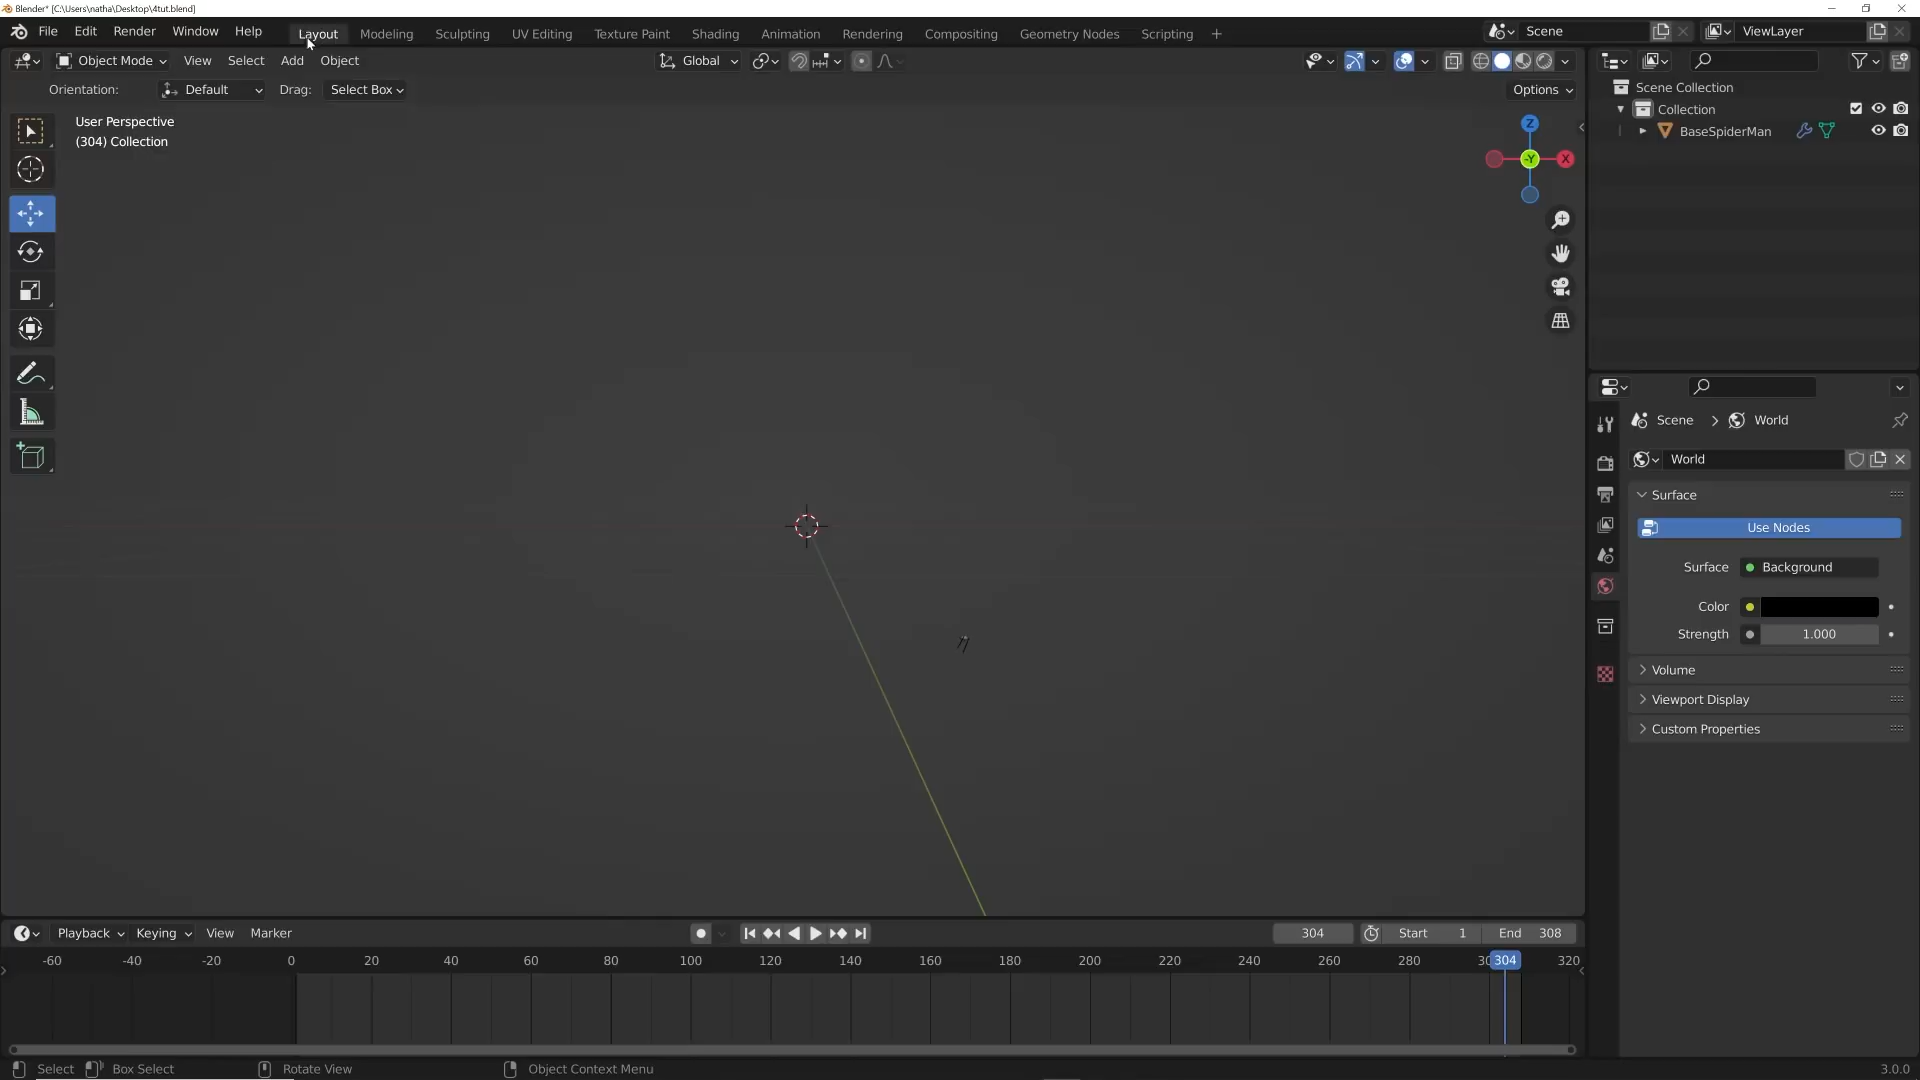 Blender* [C:\Users\natha\Desktop\4tut.blend]
File Edit Render Window Help Layout Modeling Sculpting UV Editing Texture Paint Shading Animation Rendering Compositing Geometry Nodes Scripting + Scene ViewLayer
Object Mode View Select Add Object Global
Orientation: Default Drag: Select Box Options
User Perspective
(304) Collection
Z
-Y X
Scene Collection
Collection
BaseSpiderMan
Scene > World
World
Surface
Use Nodes
Surface Background
Color
Strength 1.000
Volume
Viewport Display
Custom Properties
Playback Keying View Marker 304 Start 1 End 308
-60 -40 -20 0 20 40 60 80 100 120 140 160 180 200 220 240 260 280 304 320
Select Box Select Rotate View Object Context Menu 3.0.0